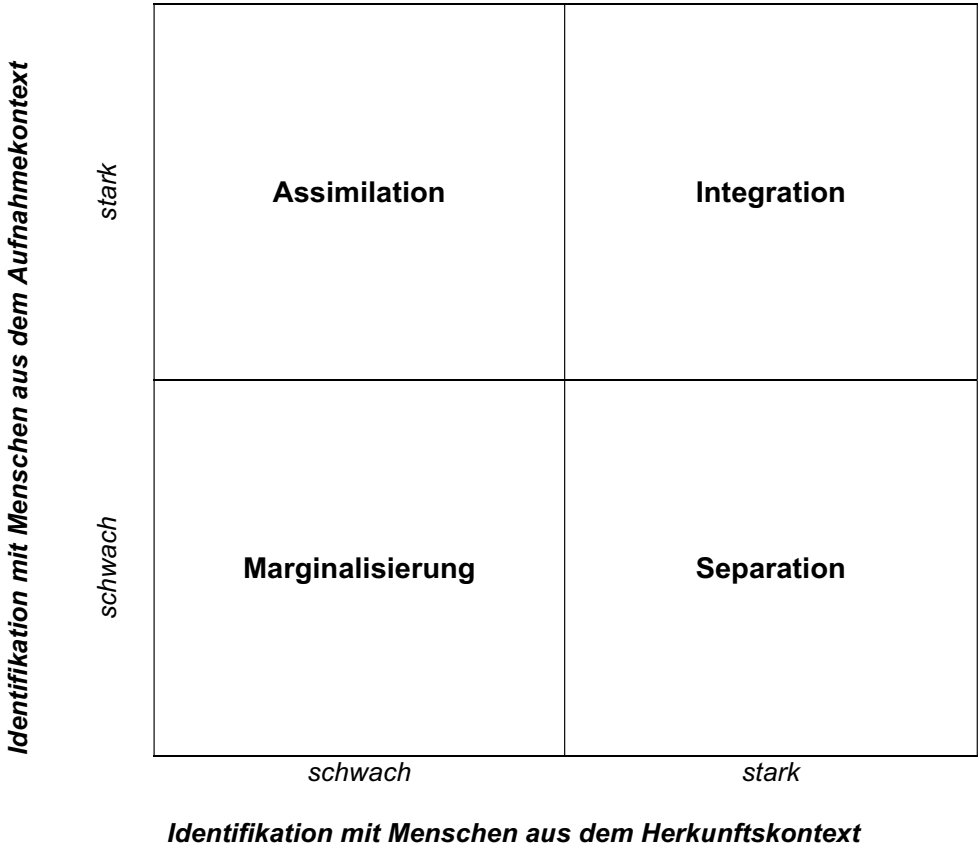 Identifikation mit Menschen aus dem Aufnahmekontext
stark
Assimilation
Integration
schwach
Marginalisierung
Separation
schwach
stark
Identifikation mit Menschen aus dem Herkunftskontext